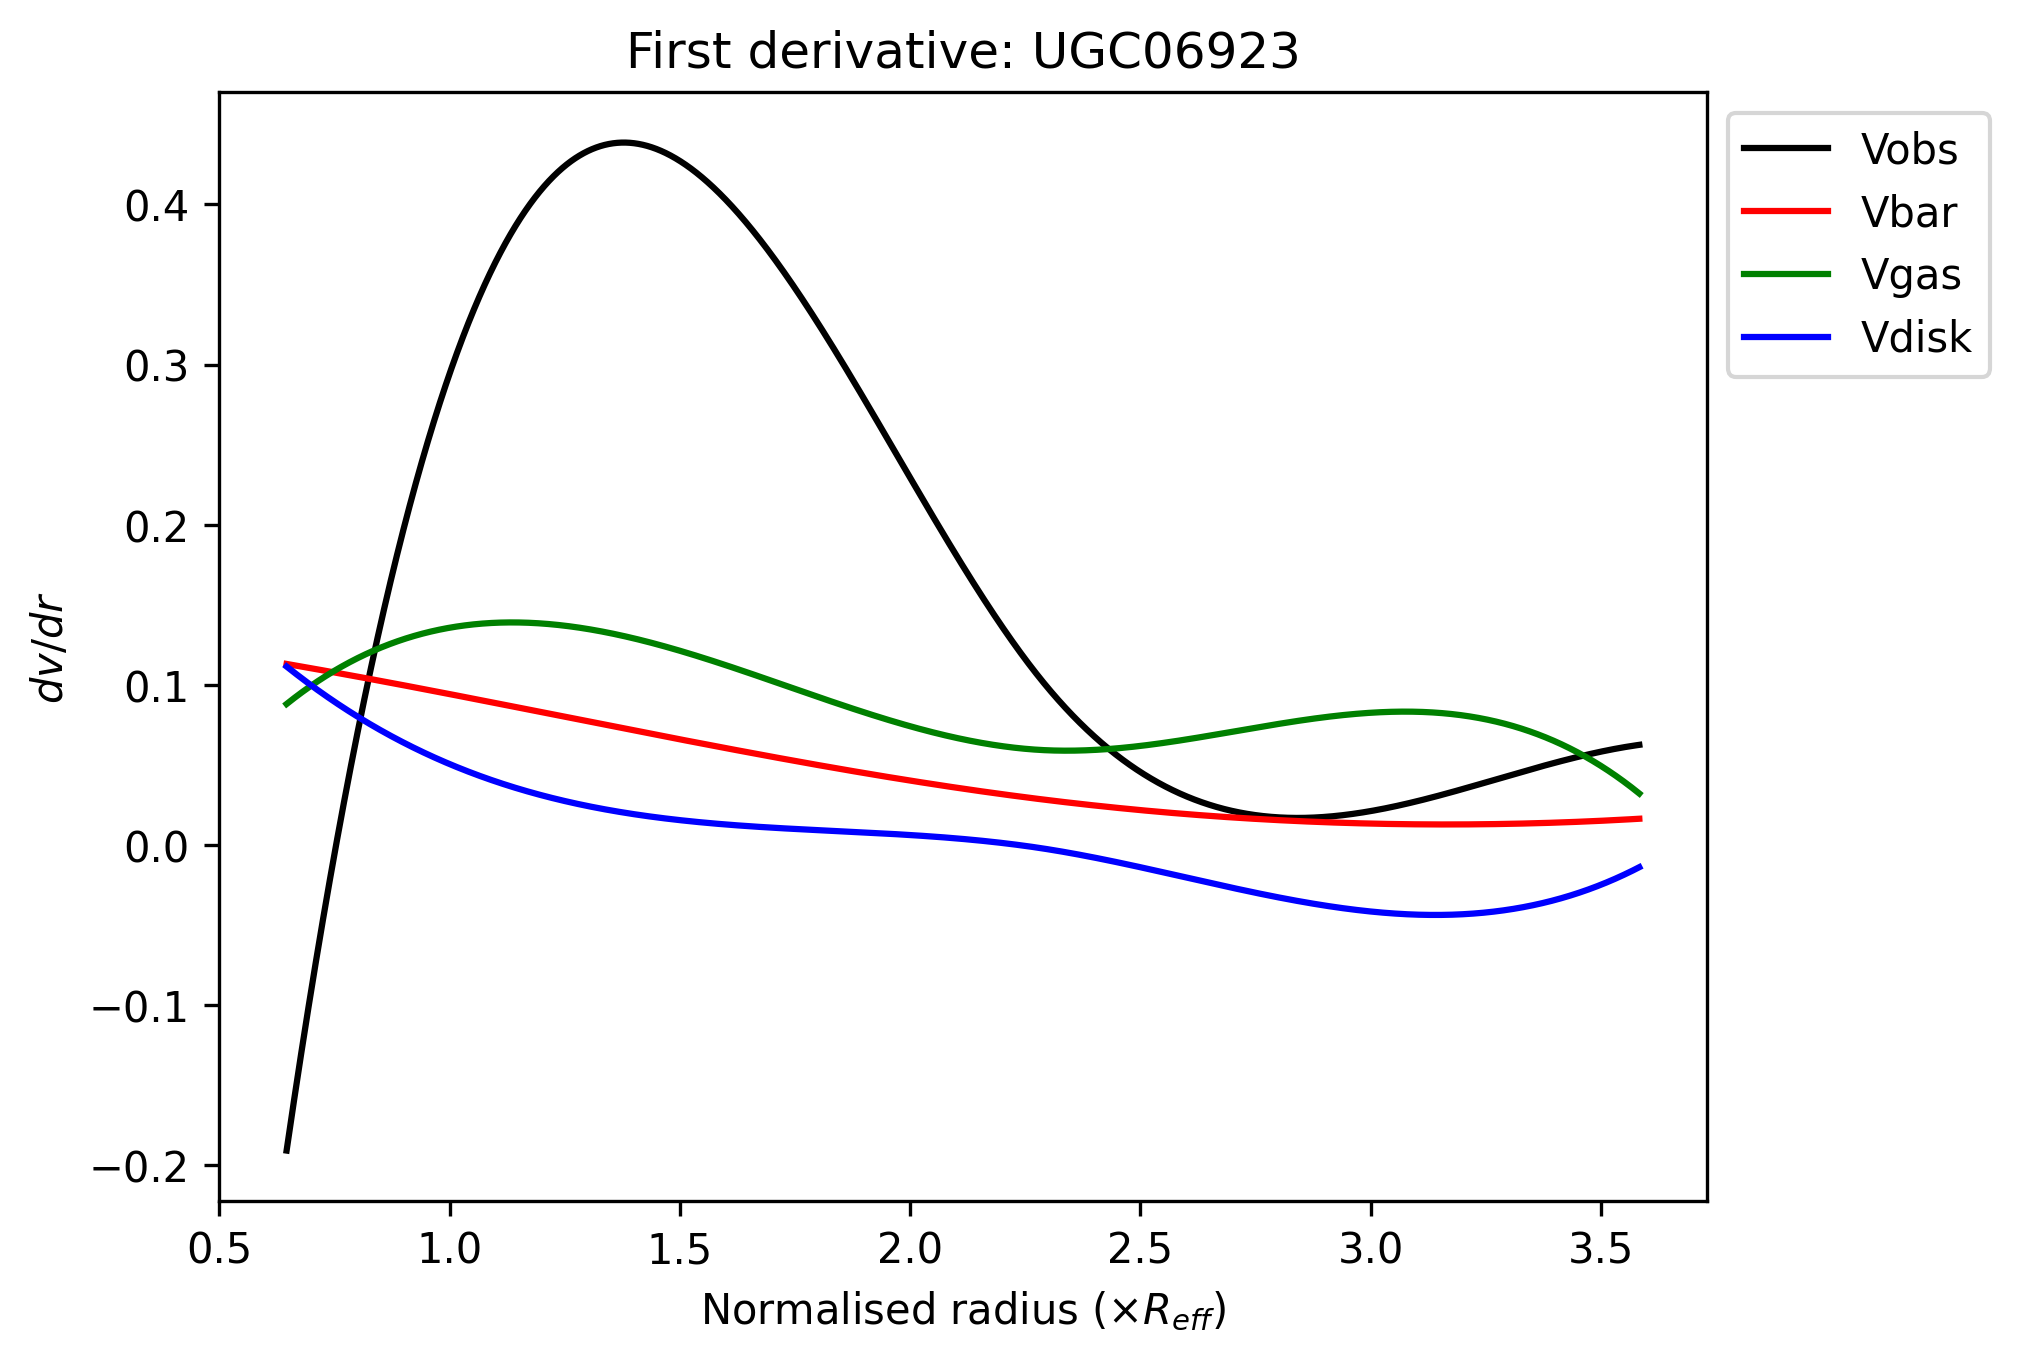 First derivative: UGC06923
Vobs
Vbar
Vgas
Vdisk
dv/dr
0.4
0.3
0.2
0.1
0.0
−0.1
−0.2
0.5 1.0 1.5 2.0 2.5 3.0 3.5
Normalised radius (×R_eff)